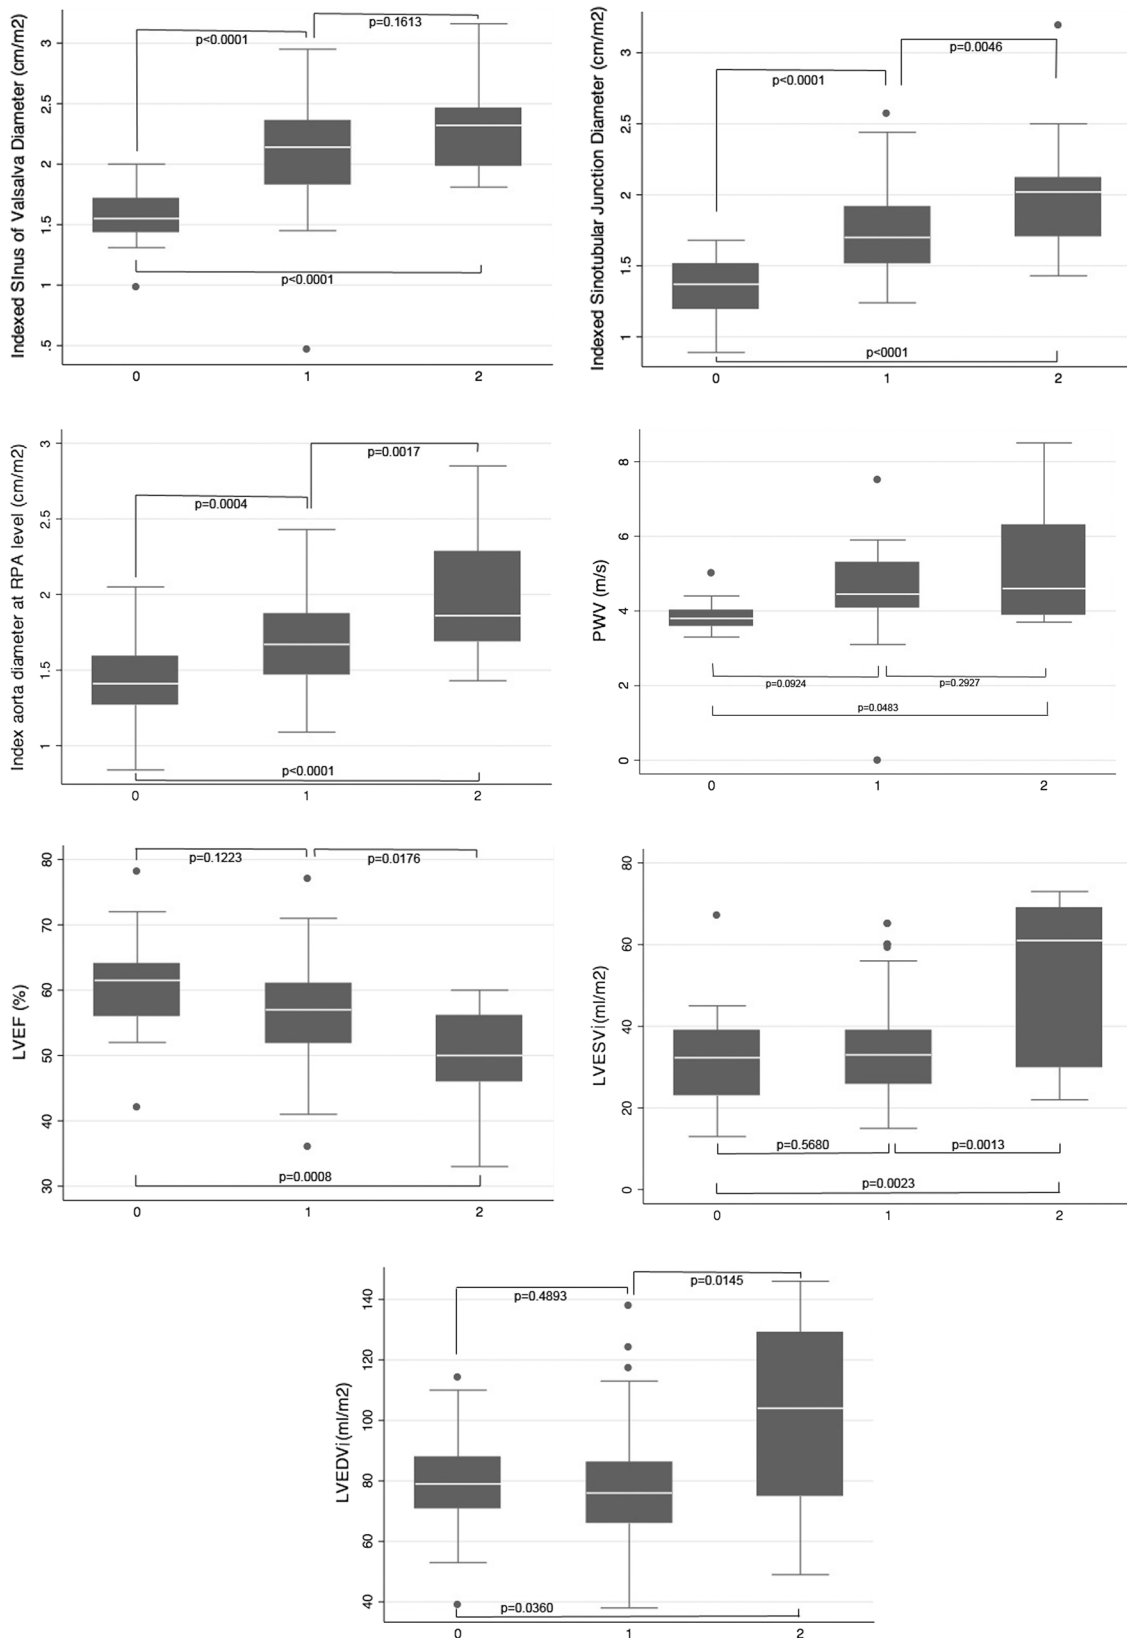 Indexed SInus of Valsalva Diameter (cm/m2)
3
2.5
2
1.5
1
.5
p<0.0001
p=0.1613
p<0.0001
0 1 2
Indexed Sinotubular Junction Diameter (cm/m2)
3
2.5
2
1.5
1
p<0.0001
p=0.0046
p<0001
0 1 2
Index aorta diameter at RPA level (cm/m2)
3
2.5
2
1.5
1
p=0.0004
p=0.0017
p<0.0001
0 1 2
PWV (m/s)
8
6
4
2
0
p=0.0924
p=0.2927
p=0.0483
0 1 2
LVEF (%)
80
70
60
50
40
30
p=0.1223
p=0.0176
p=0.0008
0 1 2
LVESVi(ml/m2)
80
60
40
20
0
p=0.5680
p=0.0013
p=0.0023
0 1 2
LVEDVi(ml/m2)
140
120
100
80
60
40
p=0.4893
p=0.0145
p=0.0360
0 1 2